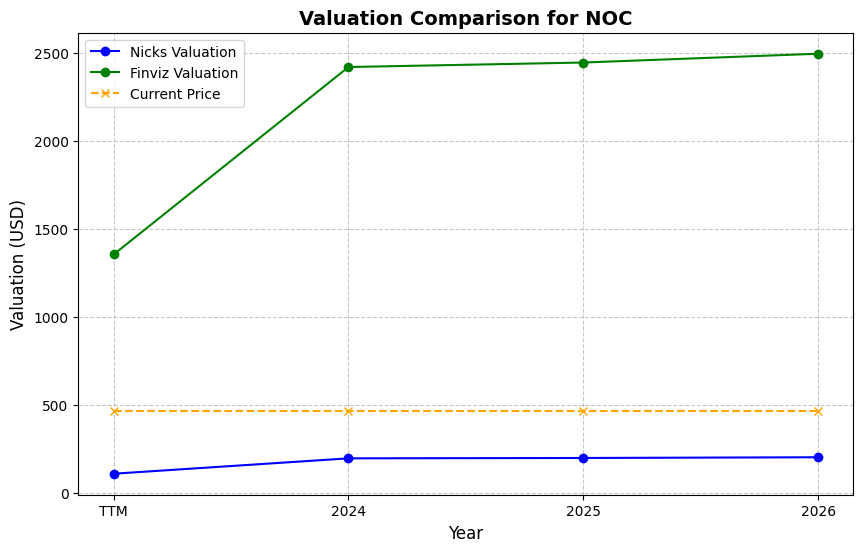 Valuation Comparison for NOC
Nicks Valuation
Finviz Valuation
Current Price
Valuation (USD)
2500
2000
1500
1000
500
0
TTM 2024 2025 2026
Year